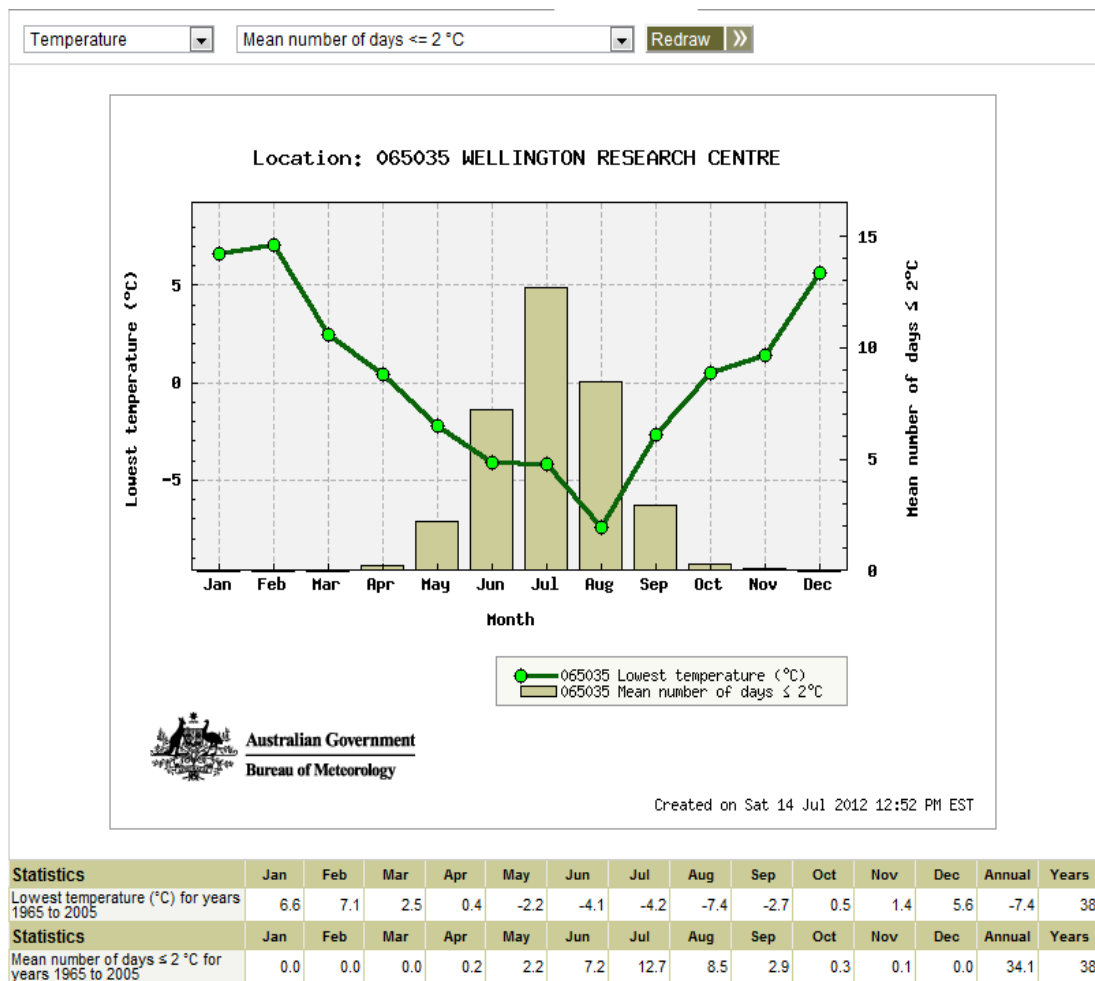 Temperature Mean number of days <= 2 °C Redraw
Location: 065035 WELLINGTON RESEARCH CENTRE
Lowest temperature (°C)
5
0
-5
15
10
5
0
Mean number of days ≤ 2°C
Jan Feb Mar Apr May Jun Jul Aug Sep Oct Nov Dec
Month
065035 Lowest temperature (°C)
065035 Mean number of days ≤ 2°C
Australian Government
Bureau of Meteorology
Created on Sat 14 Jul 2012 12:52 PM EST
Statistics Jan Feb Mar Apr May Jun Jul Aug Sep Oct Nov Dec Annual Years
Lowest temperature (°C) for years
1965 to 2005 6.6 7.1 2.5 0.4 -2.2 -4.1 -4.2 -7.4 -2.7 0.5 1.4 5.6 -7.4 38
Statistics Jan Feb Mar Apr May Jun Jul Aug Sep Oct Nov Dec Annual Years
Mean number of days ≤ 2 °C for
years 1965 to 2005 0.0 0.0 0.0 0.2 2.2 7.2 12.7 8.5 2.9 0.3 0.1 0.0 34.1 38